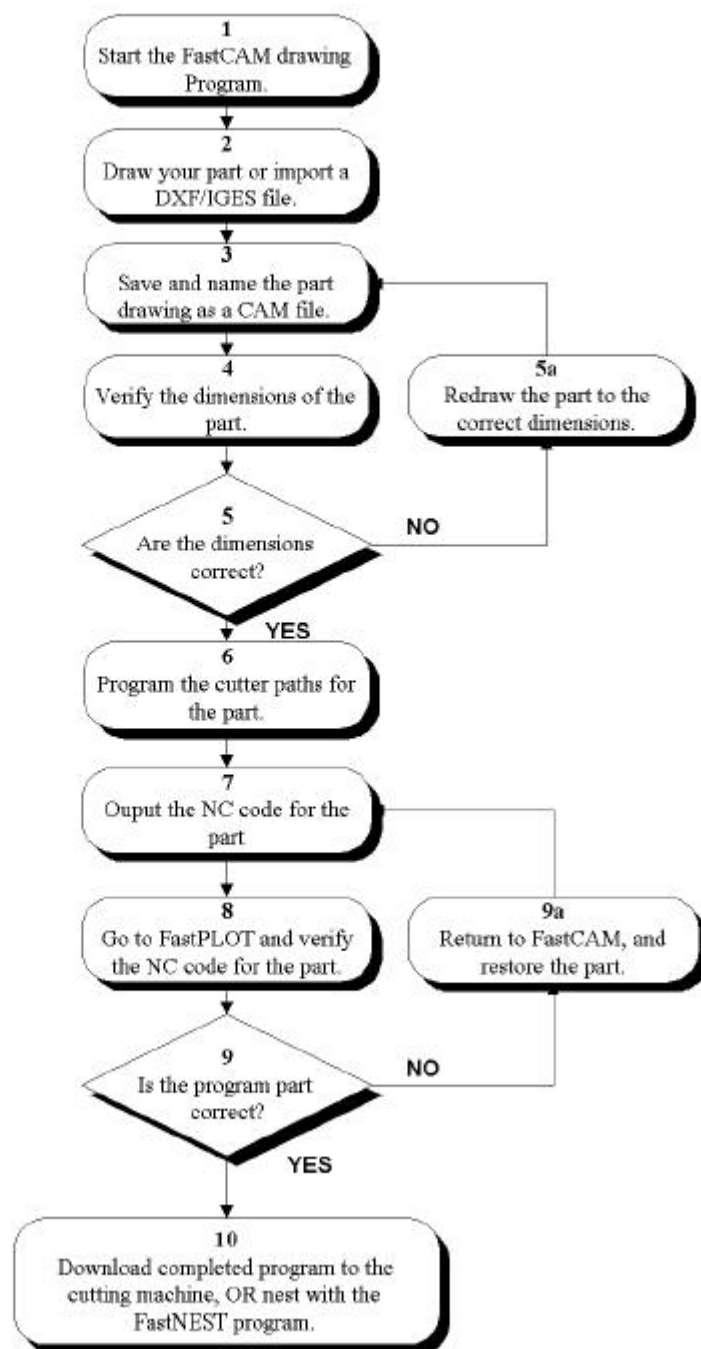 1
Start the FastCAM drawing
Program.
2
Draw your part or import a
DXF/IGES file.
3
Save and name the part
drawing as a CAM file.
4
Verify the dimensions of the
part.
5a
Redraw the part to the
correct dimensions.
5
Are the dimensions
correct?
NO
YES
6
Program the cutter paths for
the part.
7
Ouput the NC code for the
part
8
Go to FastPLOT and verify
the NC code for the part.
9a
Return to FastCAM, and
restore the part.
9
Is the program part
correct?
NO
YES
10
Download completed program to the
cutting machine, OR nest with the
FastNEST program.